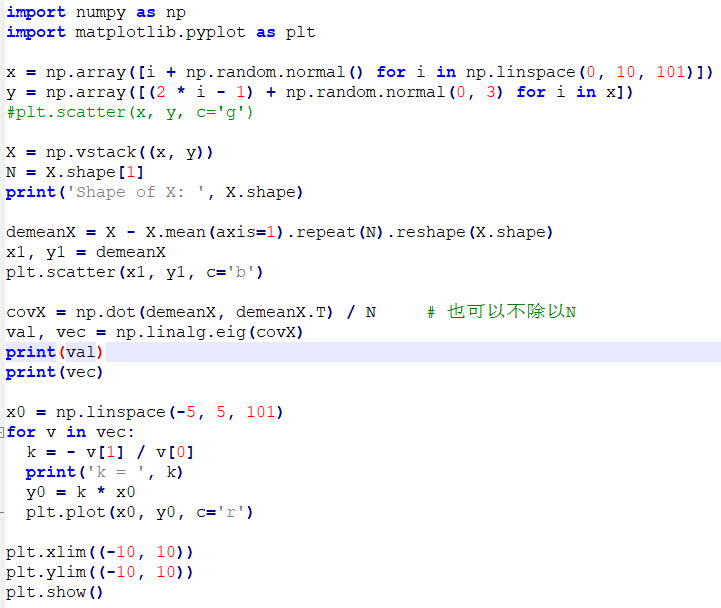 import numpy as np
import matplotlib.pyplot as plt
x = np.array([i + np.random.normal() for i in np.linspace(0, 10, 101)])
y = np.array([(2 * i - 1) + np.random.normal(0, 3) for i in x])
#plt.scatter(x, y, c='g')
X = np.vstack((x, y))
N = X.shape[1]
print('Shape of X: ', X.shape)
demeanX = X - X.mean(axis=1).repeat(N).reshape(X.shape)
x1, y1 = demeanX
plt.scatter(x1, y1, c='b')
covX = np.dot(demeanX, demeanX.T) / N     # 也可以不除以N
val, vec = np.linalg.eig(covX)
print(val)
print(vec)
x0 = np.linspace(-5, 5, 101)
for v in vec:
  k = - v[1] / v[0]
  print('k = ', k)
  y0 = k * x0
  plt.plot(x0, y0, c='r')
plt.xlim((-10, 10))
plt.ylim((-10, 10))
plt.show()